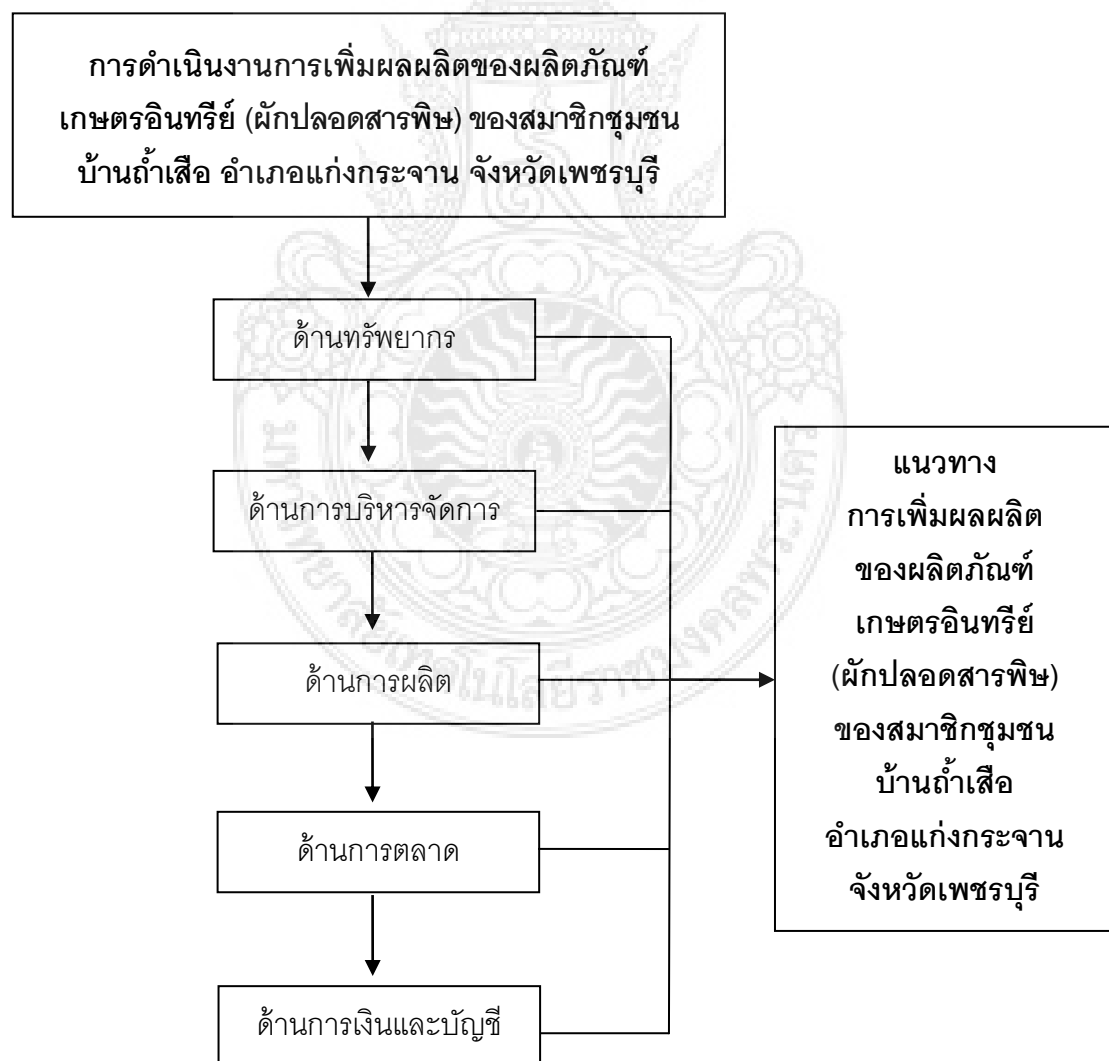 การดำเนินงานการเพิ่มผลผลิตของผลิตภัณฑ์
เกษตรอินทรีย์ (ผักปลอดสารพิษ) ของสมาชิกชุมชน
บ้านถ้ำเสือ อำเภอแก่งกระจาน จังหวัดเพชรบุรี
ด้านทรัพยากร
ด้านการบริหารจัดการ
ด้านการผลิต
ด้านการตลาด
ด้านการเงินและบัญชี
แนวทาง
การเพิ่มผลผลิต
ของผลิตภัณฑ์
เกษตรอินทรีย์
(ผักปลอดสารพิษ)
ของสมาชิกชุมชน
บ้านถ้ำเสือ
อำเภอแก่งกระจาน
จังหวัดเพชรบุรี